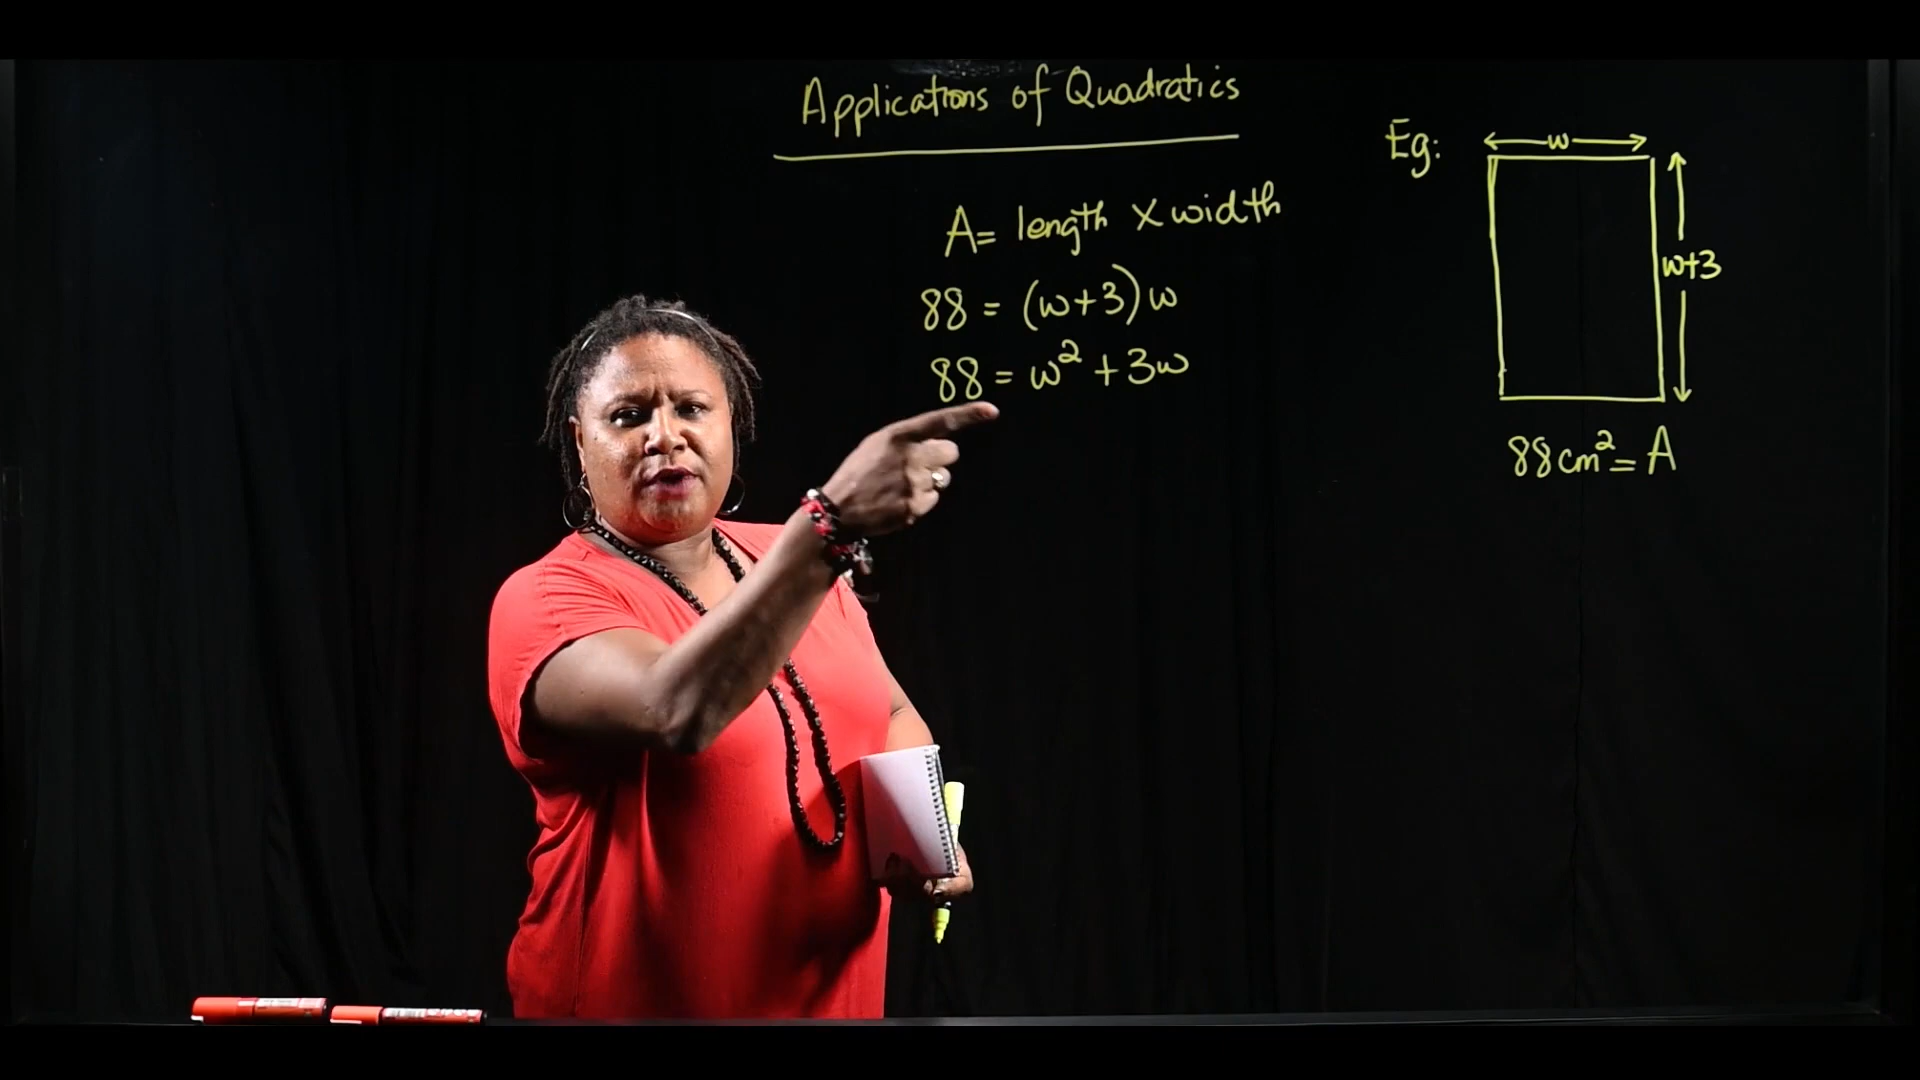 Applications of Quadratics
A = length × width
88 = (w+3)w
88 = w² + 3w
Eg:
w
w+3
88cm² = A